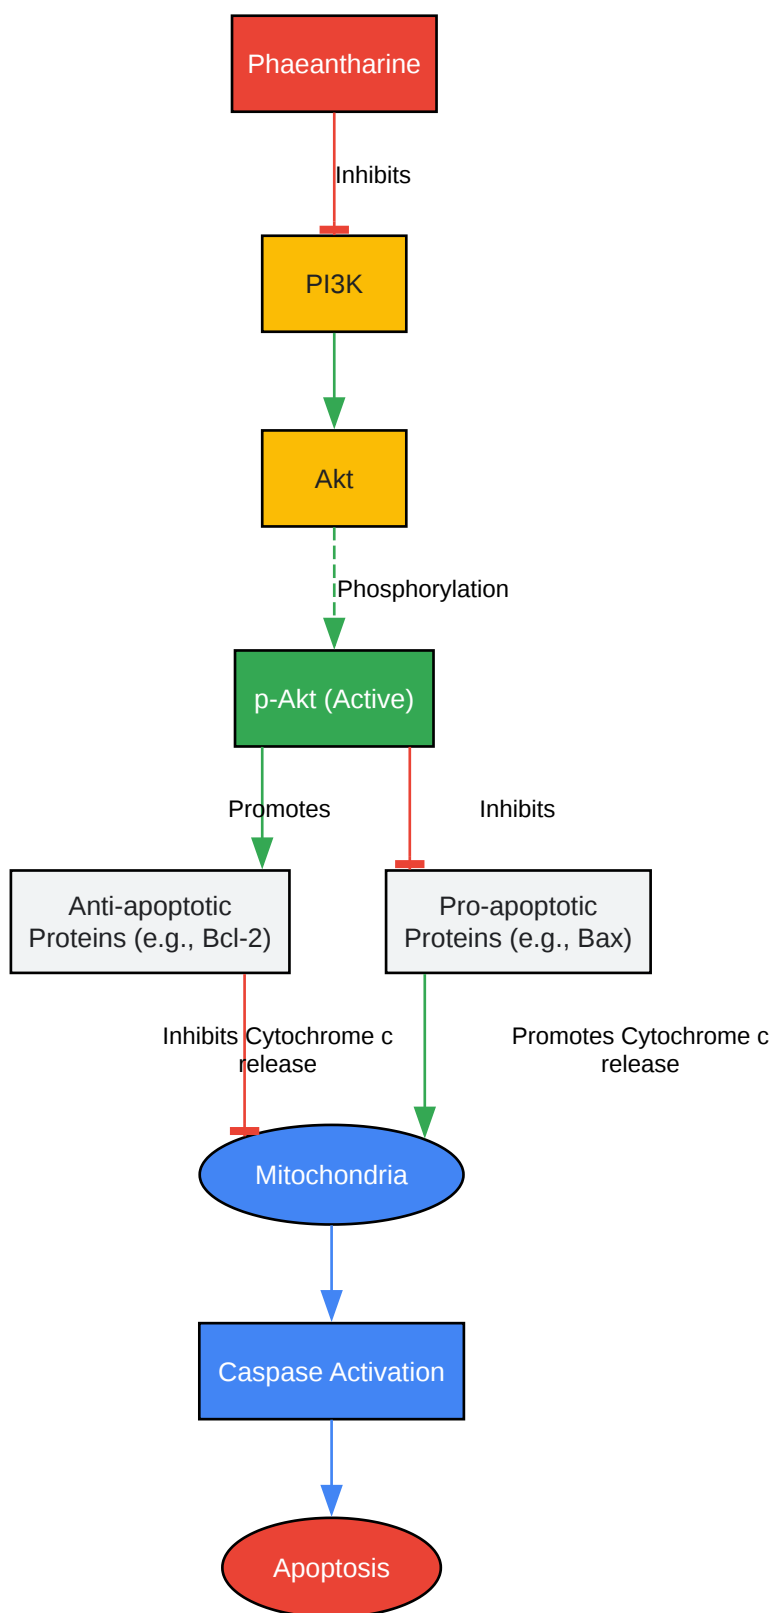 Phaeantharine
Inhibits
PI3K
Akt
Phosphorylation
p-Akt (Active)
Promotes
Inhibits
Anti-apoptotic
Proteins (e.g., Bcl-2)
Pro-apoptotic
Proteins (e.g., Bax)
Inhibits Cytochrome c
release
Promotes Cytochrome c
release
Mitochondria
Caspase Activation
Apoptosis